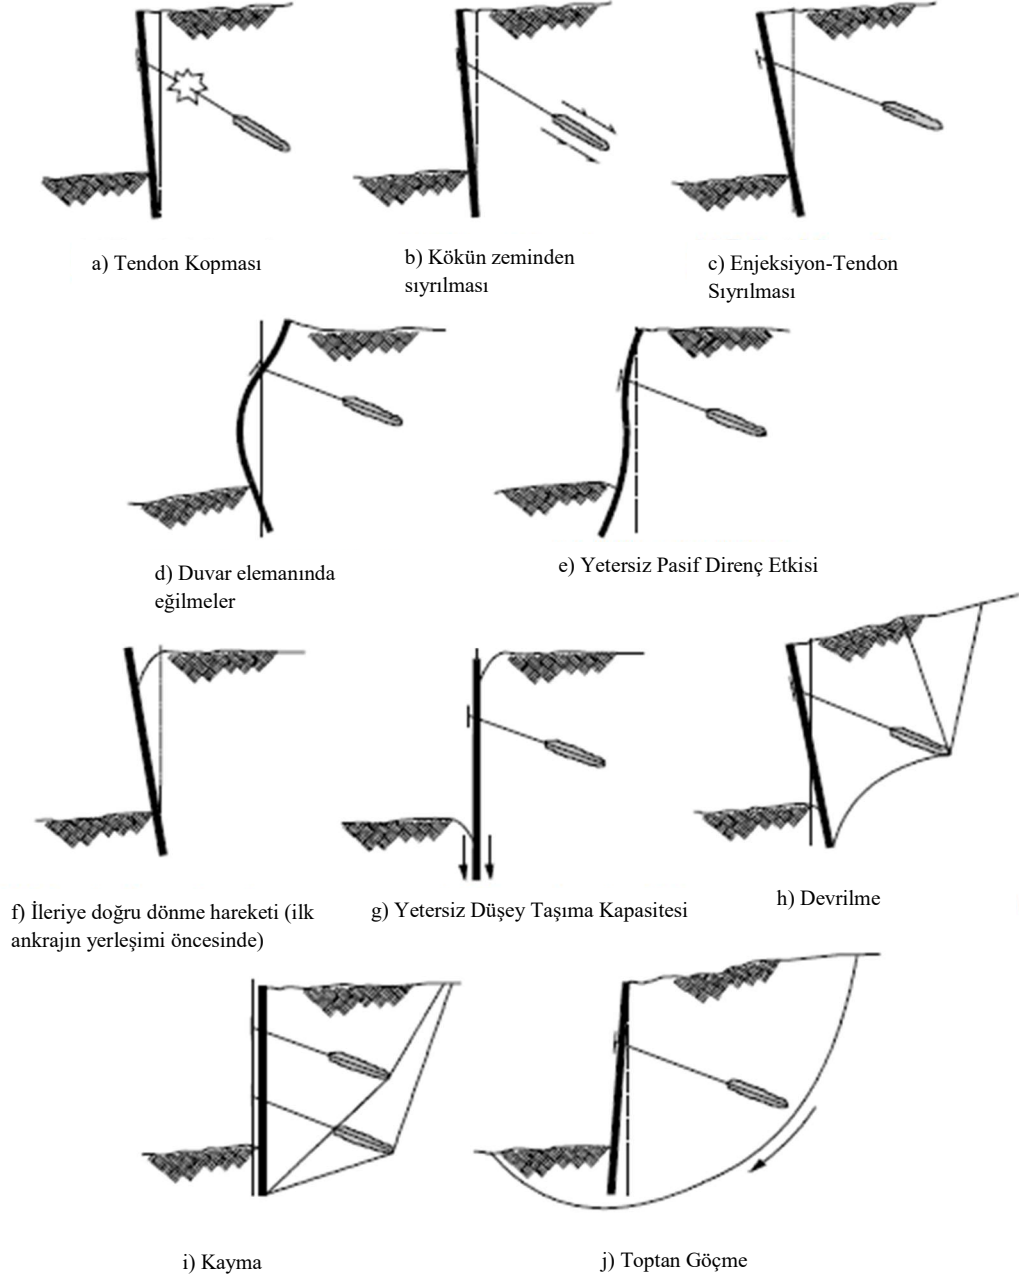 a) Tendon Kopması
b) Kökün zeminden
sıyrılması
c) Enjeksiyon-Tendon
Sıyrılması
d) Duvar elemanında
eğilmeler
e) Yetersiz Pasif Direnç Etkisi
f) İleriye doğru dönme hareketi (ilk
ankrajın yerleşimi öncesinde)
g) Yetersiz Düşey Taşıma Kapasitesi
h) Devrilme
i) Kayma
j) Toptan Göçme